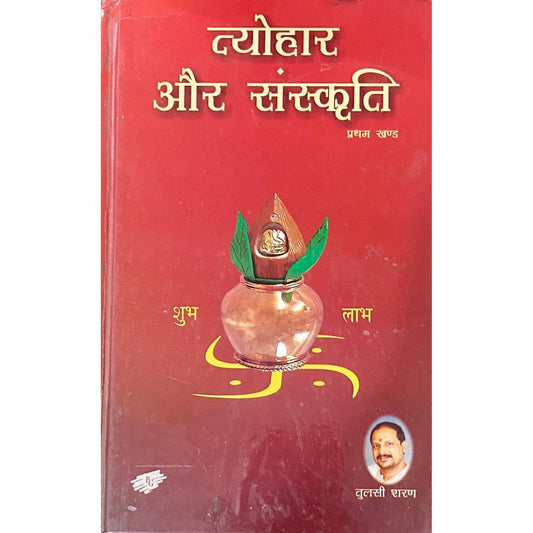 त्योहार
और संस्कृति
प्रथम खण्ड
शुभ लाभ
तुलसी शरण